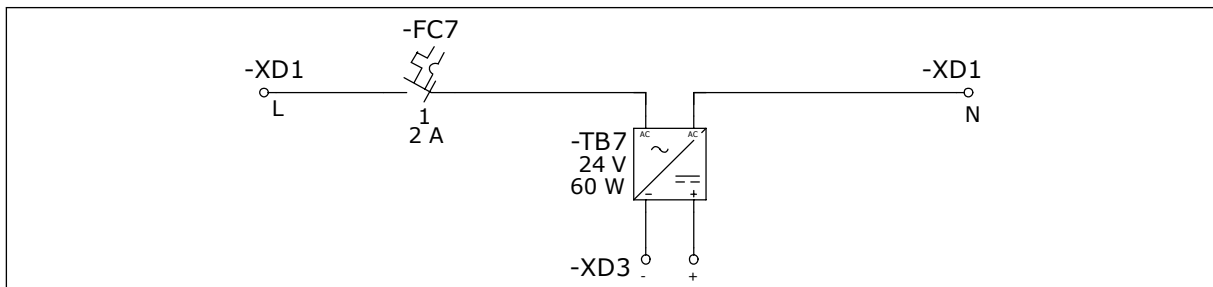 -FC7
-XD1
-XD1
L
N
1
2 A
AC
AC
-TB7
24 V
60 W
-
+
-XD3
-
+